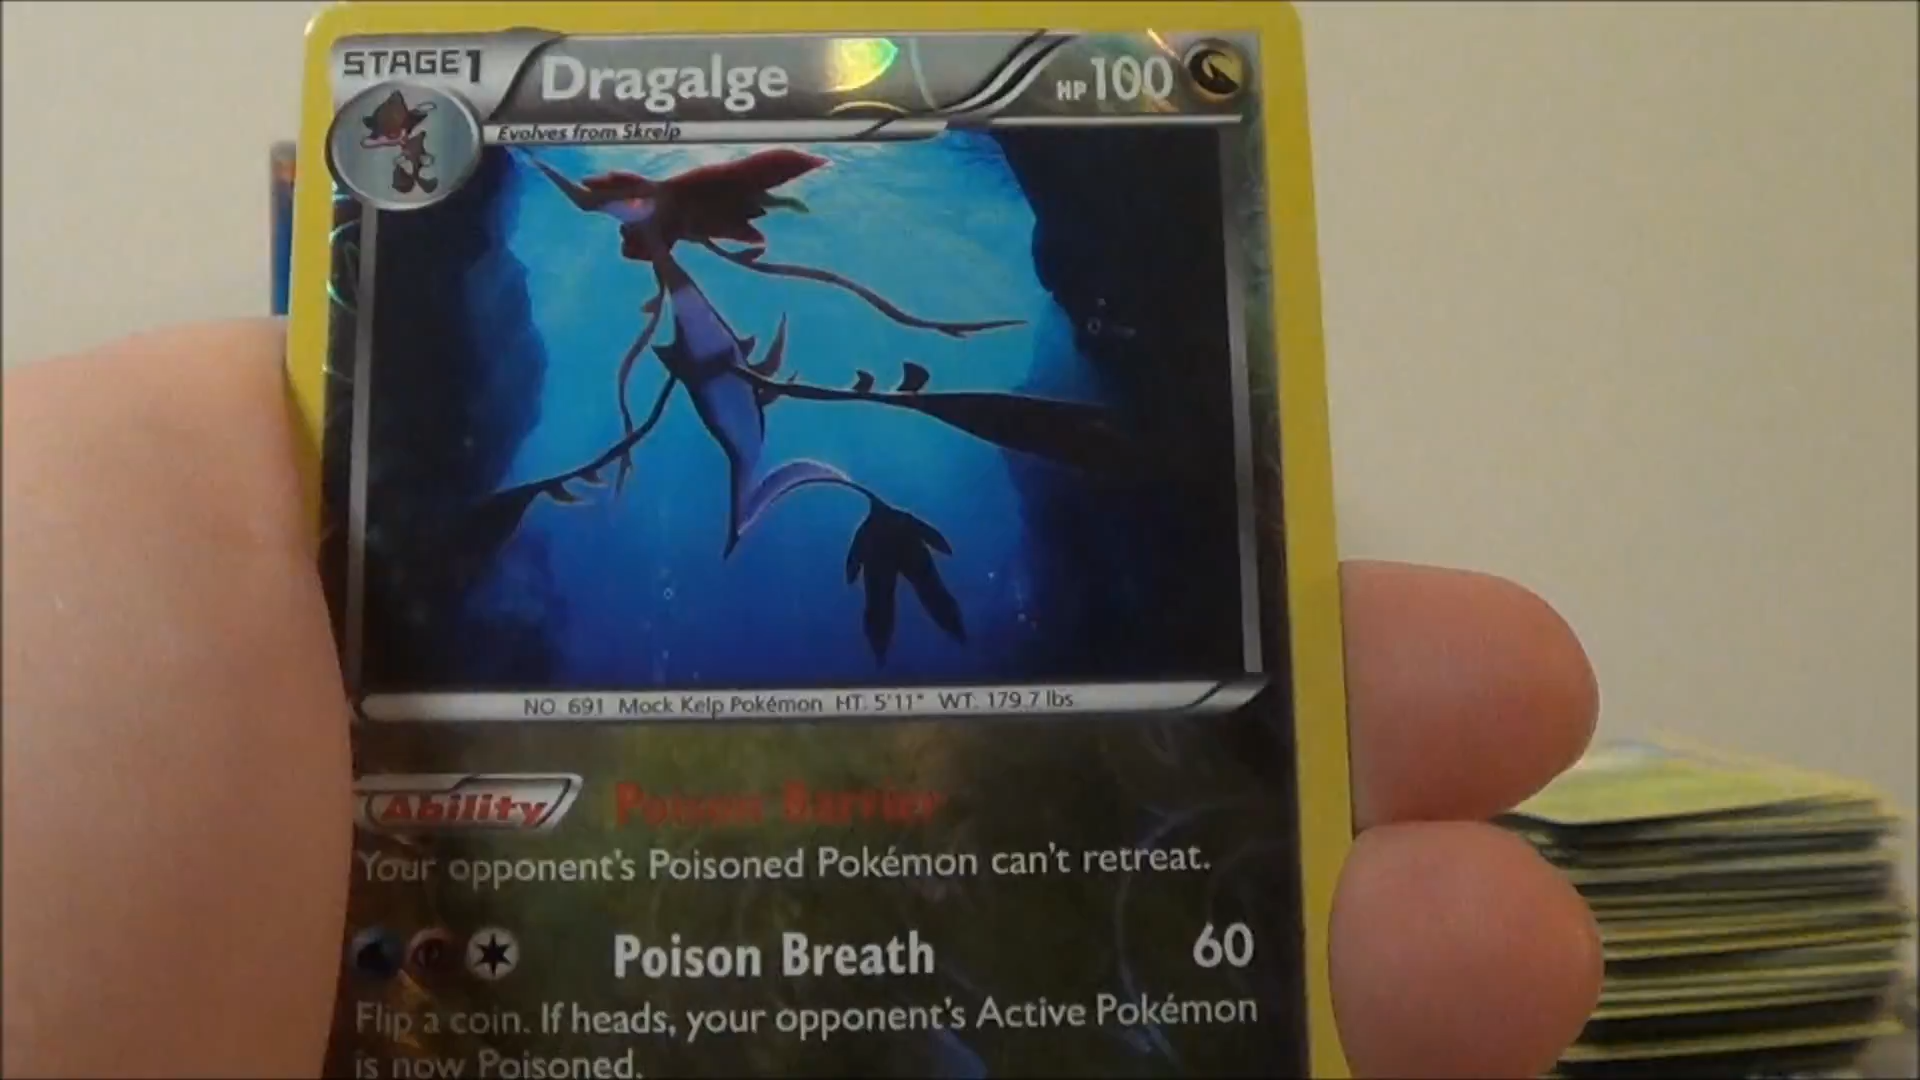 STAGE1 Dragalge HP100
Evolves from Skrelp
NO. 691 Mock Kelp Pokémon HT: 5'11" WT: 179.7 lbs.
Ability Poison Barrier
Your opponent's Poisoned Pokémon can't retreat.
Poison Breath 60
Flip a coin. If heads, your opponent's Active Pokémon
is now Poisoned.